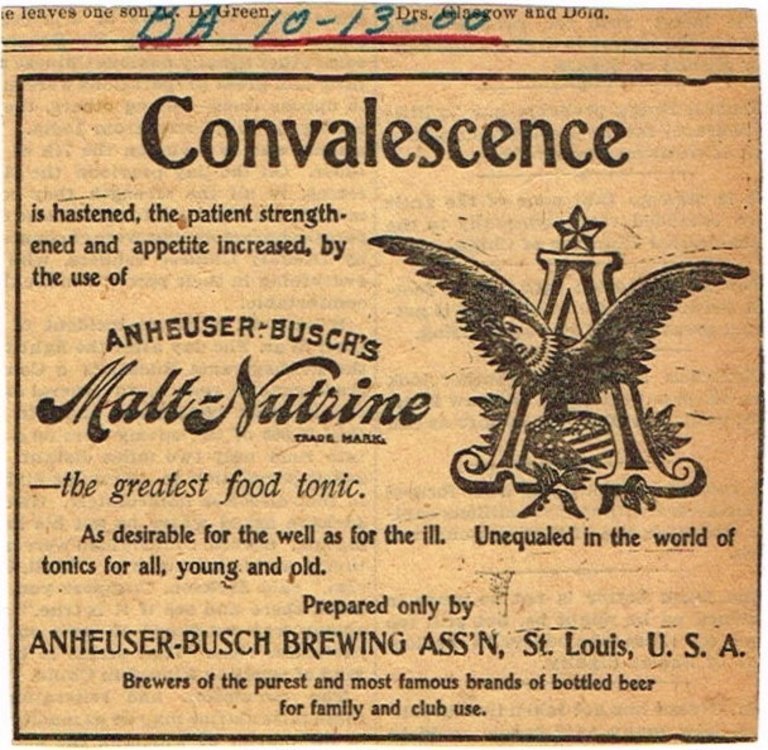 e leaves one son, . D. Green.
Drs. Glasgow and Dold.
BA 10-13-00
Convalescence
is hastened, the patient strength-
ened and appetite increased, by
the use of
ANHEUSER-BUSCH'S
Malt-Nutrine
TRADE MARK.
—the greatest food tonic.
A
As desirable for the well as for the ill. Unequaled in the world of
tonics for all, young and old.
Prepared only by
ANHEUSER-BUSCH BREWING ASS'N, St. Louis, U. S. A.
Brewers of the purest and most famous brands of bottled beer
for family and club use.